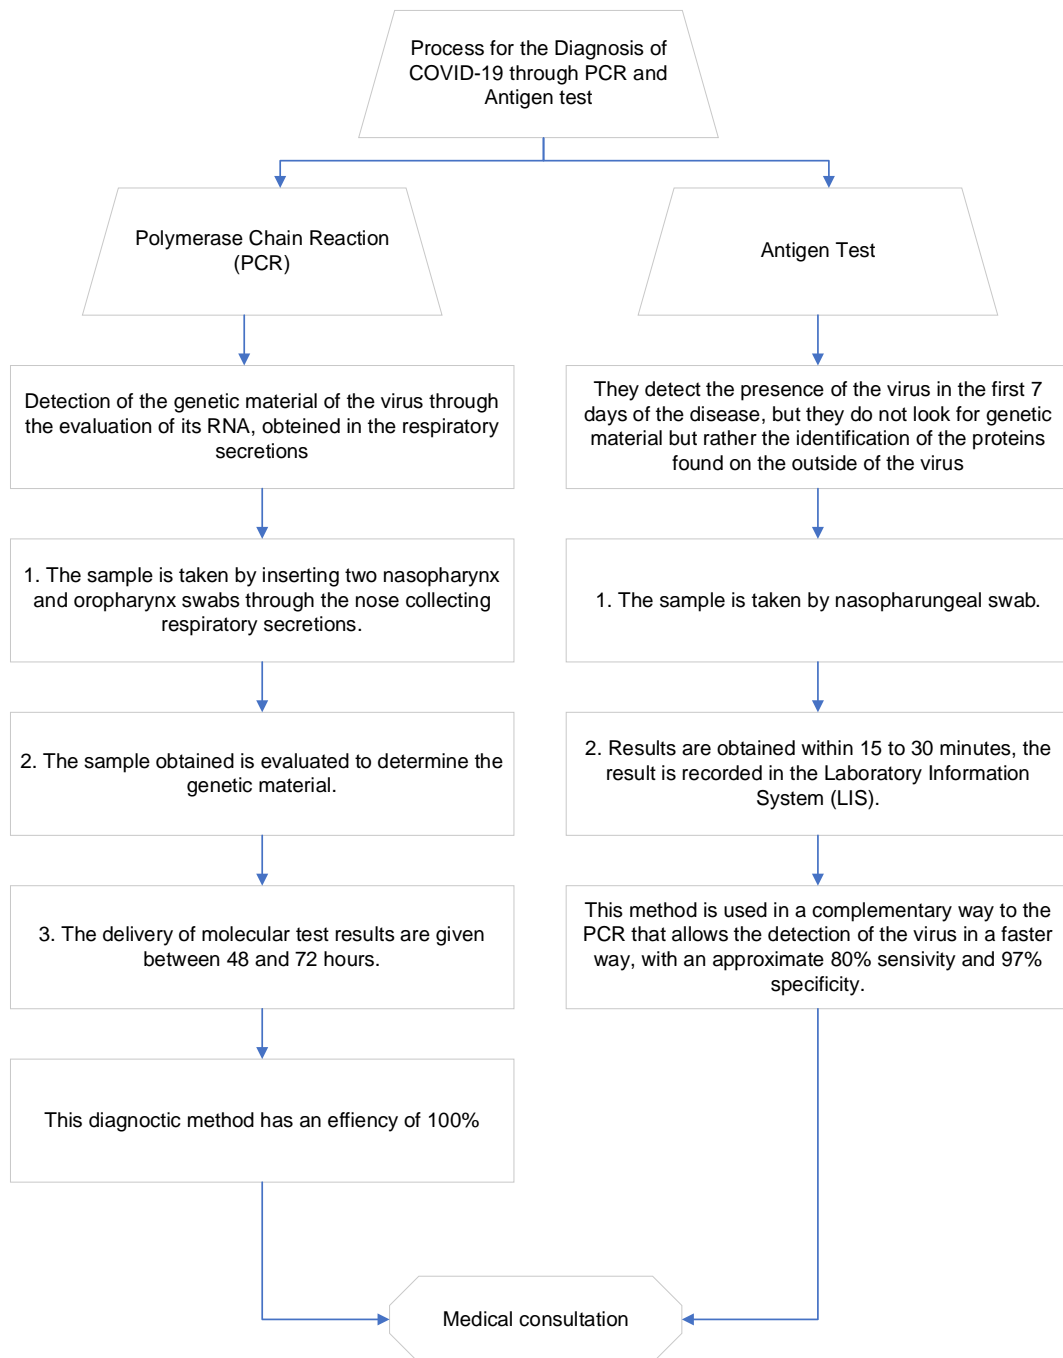 Process for the Diagnosis of
COVID-19 through PCR and
Antigen test
Polymerase Chain Reaction
(PCR)
Antigen Test
Detection of the genetic material of the virus through
the evaluation of its RNA, obteined in the respiratory
secretions
They detect the presence of the virus in the first 7
days of the disease, but they do not look for genetic
material but rather the identification of the proteins
found on the outside of the virus
1. The sample is taken by inserting two nasopharynx
and oropharynx swabs through the nose collecting
respiratory secretions.
1. The sample is taken by nasopharungeal swab.
2. The sample obtained is evaluated to determine the
genetic material.
2. Results are obtained within 15 to 30 minutes, the
result is recorded in the Laboratory Information
System (LIS).
3. The delivery of molecular test results are given
between 48 and 72 hours.
This method is used in a complementary way to the
PCR that allows the detection of the virus in a faster
way, with an approximate 80% sensivity and 97%
specificity.
This diagnoctic method has an effiency of 100%
Medical consultation